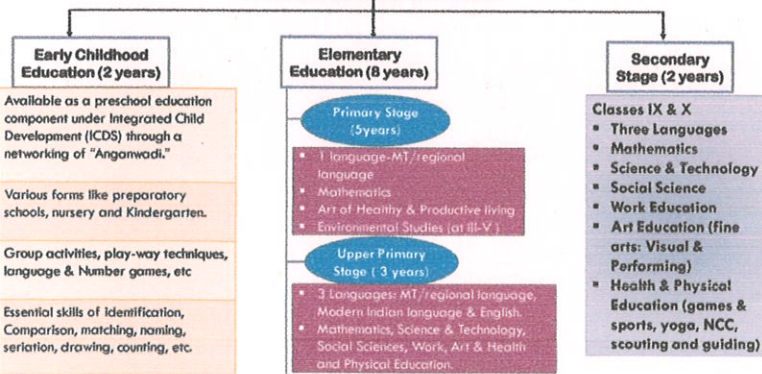 Early Childhood
Education (2 years)
Available as a preschool education
component under Integrated Child
Development (ICDS) through a
networking of "Anganwadi."
Various forms like preparatory
schools, nursery and Kindergarten.
Group activities, play-way techniques,
language & Number games, etc
Essential skills of identification,
Comparison, matching, naming,
seriation, drawing, counting, etc.
Elementary
Education (8 years)
Primary Stage
(5years)
▪ 1 language-MT/regional
language
▪ Mathematics
▪ Art of Healthy & Productive living
▪ Environmental Studies (at III-V )
Upper Primary
Stage ( 3 years)
▪ 3 Languages: MT/regional language,
Modern Indian language & English.
▪ Mathematics, Science & Technology,
Social Sciences, Work, Art & Health
and Physical Education.
Secondary
Stage (2 years)
Classes IX & X
▪ Three Languages
▪ Mathematics
▪ Science & Technology
▪ Social Science
▪ Work Education
▪ Art Education (fine
arts: Visual &
Performing)
▪ Health & Physical
Education (games &
sports, yoga, NCC,
scouting and guiding)